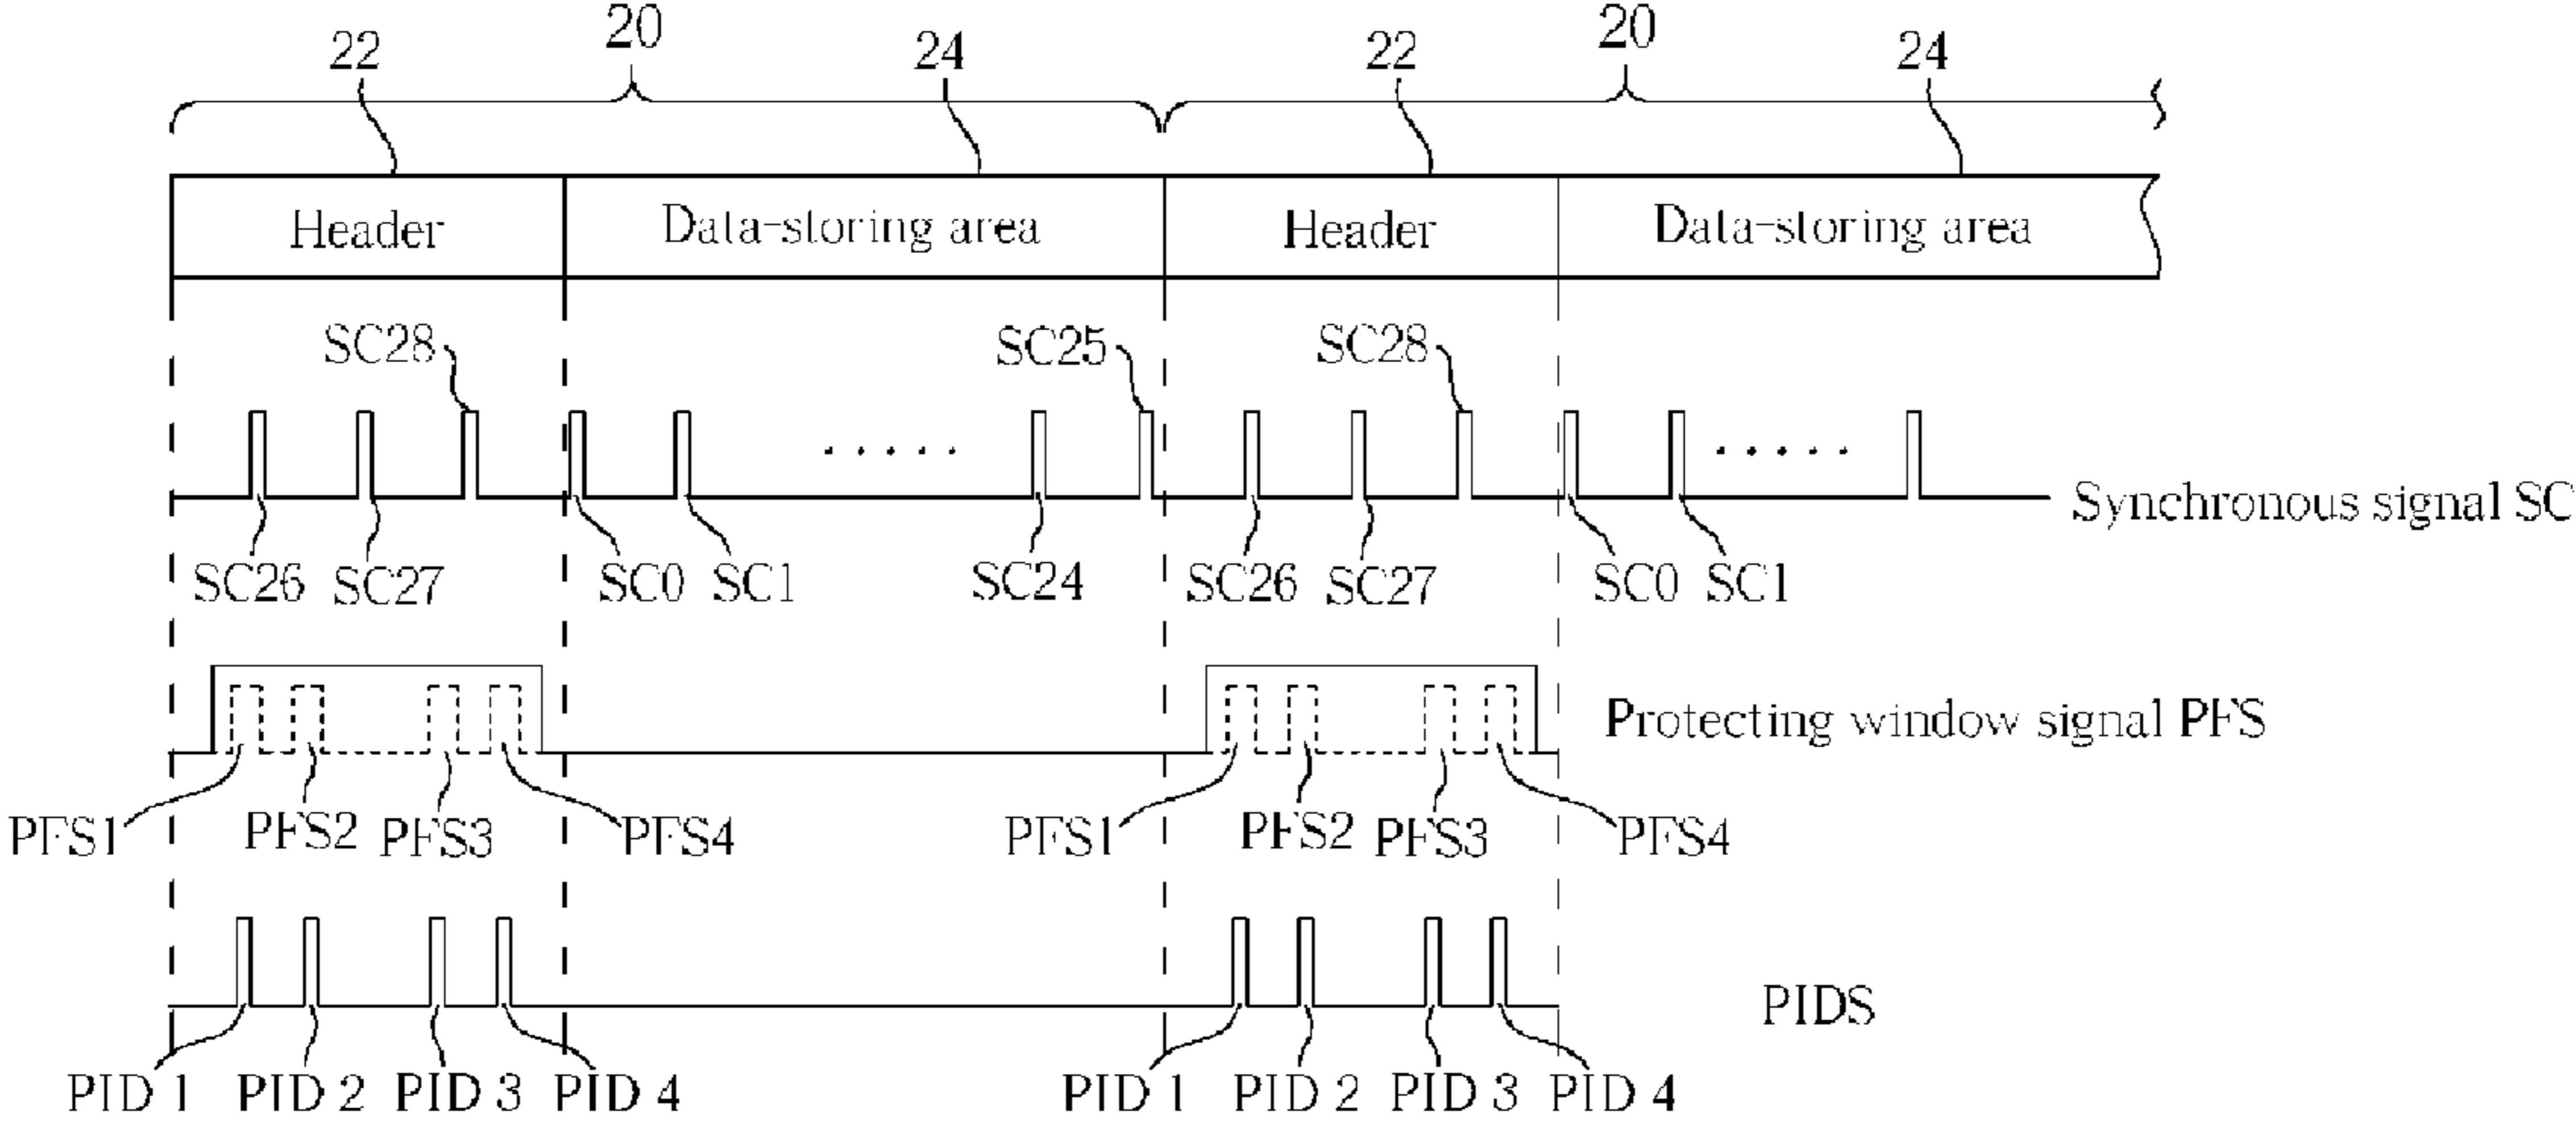 20 20
22 24 22 24
Header Data-storing area Header Data-storing area
SC28 SC25 SC28
Synchronous signal SC
SC26 SC27 SC0 SC1 SC24 SC26 SC27 SC0 SC1
Protecting window signal PFS
PFS1 PFS2 PFS3 PFS4 PFS1 PFS2 PFS3 PFS4
PIDS
PID 1 PID 2 PID 3 PID 4 PID 1 PID 2 PID 3 PID 4